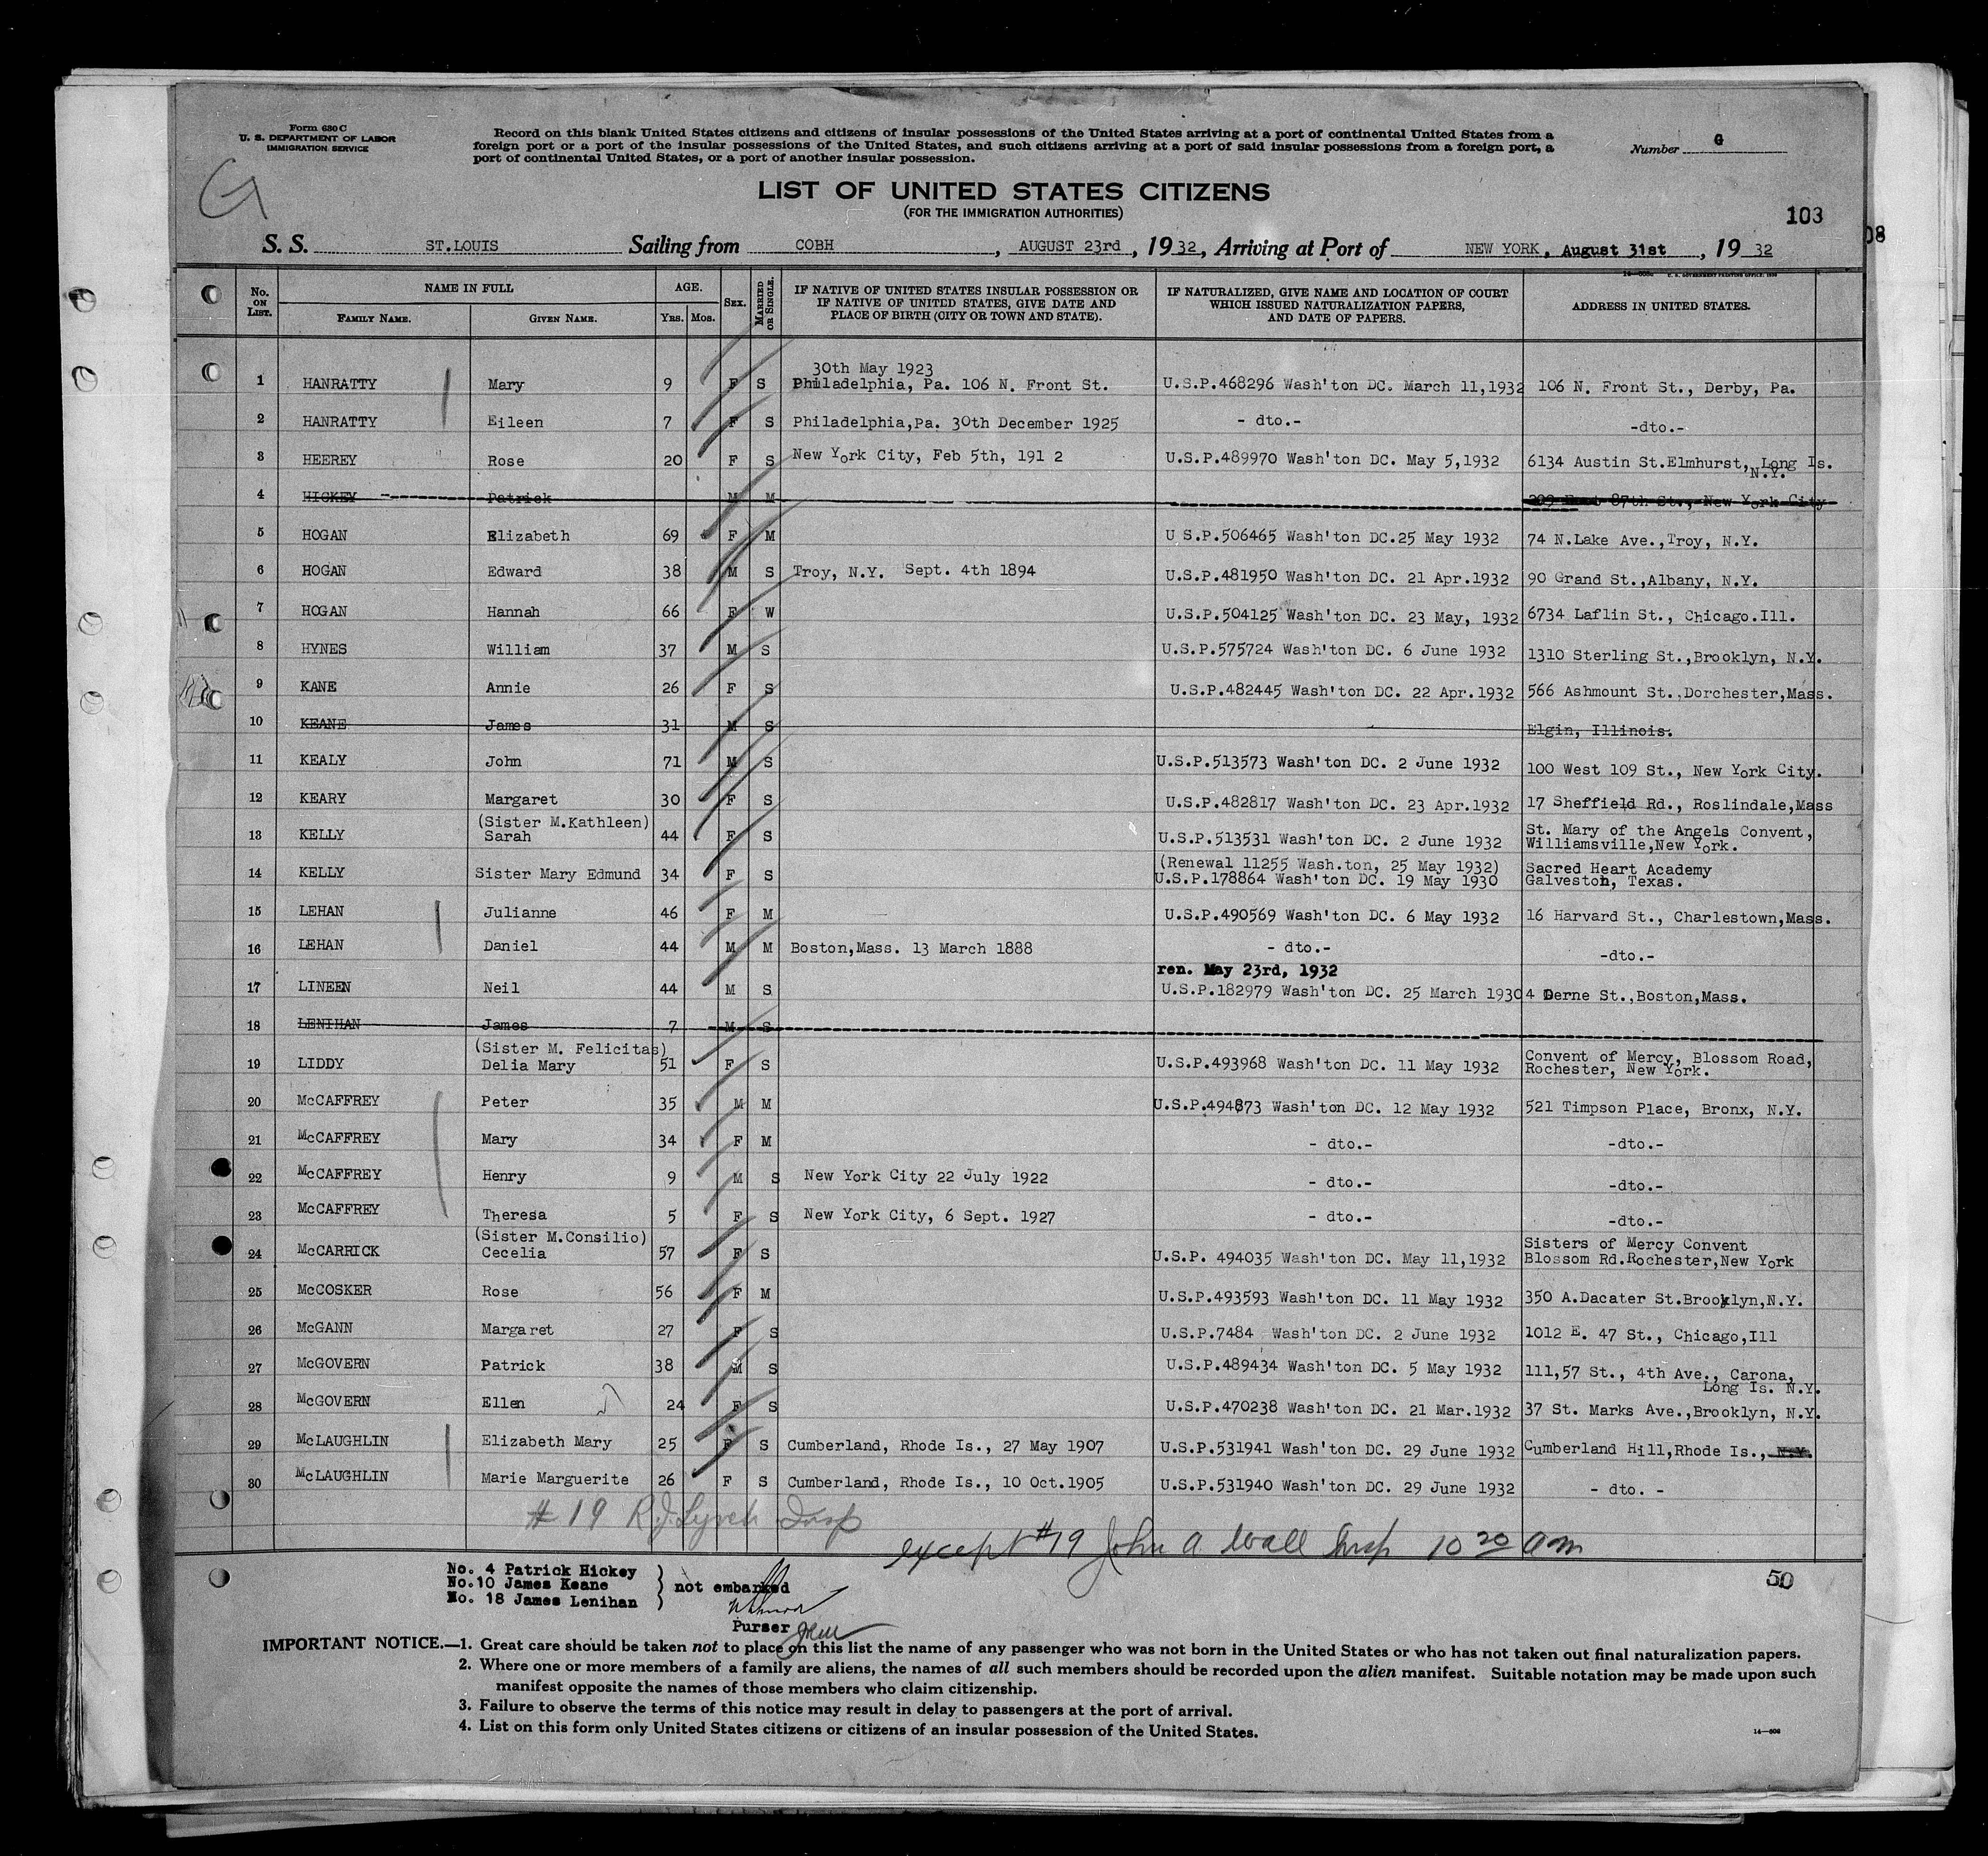 Form 630 C
U. S. DEPARTMENT OF LABOR
IMMIGRATION SERVICE
Record on this blank United States citizens and citizens of insular possessions of the United States arriving at a port of continental United States from a
foreign port or a port of the insular possessions of the United States, and such citizens arriving at a port of said insular possessions from a foreign port, a
port of continental United States, or a port of another insular possession.
Number G
G
LIST OF UNITED STATES CITIZENS
(FOR THE IMMIGRATION AUTHORITIES)
103
08
S. S. ST.LOUIS Sailing from COBH, AUGUST 23rd, 1932, Arriving at Port of NEW YORK, August 31st, 1932
No. ON LIST. NAME IN FULL FAMILY NAME. GIVEN NAME. AGE. YRS. MOS. SEX. MARRIED OR SINGLE. IF NATIVE OF UNITED STATES INSULAR POSSESSION OR IF NATIVE OF UNITED STATES, GIVE DATE AND PLACE OF BIRTH (CITY OR TOWN AND STATE). IF NATURALIZED, GIVE NAME AND LOCATION OF COURT WHICH ISSUED NATURALIZATION PAPERS, AND DATE OF PAPERS. ADDRESS IN UNITED STATES.
30th May 1923
1 HANRATTY Mary 9 F S Philadelphia, Pa. 106 N. Front St. U.S.P.468296 Wash'ton DC. March 11,1932 106 N. Front St., Derby, Pa.
2 HANRATTY Eileen 7 F S Philadelphia,Pa. 30th December 1925 - dto.- -dto.-
3 HEEREY Rose 20 F S New York City, Feb 5th, 191 2 U.S.P.489970 Wash'ton DC. May 5,1932 6134 Austin St.Elmhurst, Long Is.
N.Y.
4 HICKEY Patrick M M 87th St., New York City
5 HOGAN Elizabeth 69 F M U S.P.506465 Wash'ton DC.25 May 1932 74 N.Lake Ave.,Troy, N.Y.
6 HOGAN Edward 38 M S Troy, N.Y. Sept. 4th 1894 U.S.P.481950 Wash'ton DC. 21 Apr.1932 90 Grand St.,Albany, N.Y.
7 HOGAN Hannah 66 F W U.S.P.504125 Wash'ton DC. 23 May, 1932 6734 Laflin St., Chicago.Ill.
8 HYNES William 37 M S U.S.P.575724 Wash'ton DC. 6 June 1932 1310 Sterling St.,Brooklyn, N.Y.
9 KANE Annie 26 F S U.S.P.482445 Wash'ton DC. 22 Apr.1932 566 Ashmount St.,Dorchester,Mass.
10 KEANE James 31 M S Elgin, Illinois.
11 KEALY John 71 M S U.S.P.513573 Wash'ton DC. 2 June 1932 100 West 109 St., New York City.
12 KEARY Margaret 30 F S U.S.P.482817 Wash'ton DC. 23 Apr.1932 17 Sheffield Rd., Roslindale,Mass
(Sister M.Kathleen) St. Mary of the Angels Convent,
13 KELLY Sarah 44 F S U.S.P.513531 Wash'ton DC. 2 June 1932 Williamsville,New York.
(Renewal 11255 Wash.ton, 25 May 1932) Sacred Heart Academy
14 KELLY Sister Mary Edmund 34 F S U.S.P.178864 Wash'ton DC. 19 May 1930 Galveston, Texas.
15 LEHAN Julianne 46 F M U.S.P.490569 Wash'ton DC. 6 May 1932 16 Harvard St., Charlestown,Mass.
16 LEHAN Daniel 44 M M Boston,Mass. 13 March 1888 - dto.- -dto.-
ren. May 23rd, 1932
17 LINEEN Neil 44 M S U.S.P.182979 Wash'ton DC. 25 March 1930 4 Derne St.,Boston,Mass.
18 LENIHAN James 7 M S
(Sister M. Felicitas) Convent of Mercy, Blossom Road,
19 LIDDY Delia Mary 51 F S U.S.P.493968 Wash'ton DC. 11 May 1932 Rochester, New York.
20 McCAFFREY Peter 35 M M U.S.P.494873 Wash'ton DC. 12 May 1932 521 Timpson Place, Bronx, N.Y.
21 McCAFFREY Mary 34 F M - dto.- -dto.-
22 McCAFFREY Henry 9 M S New York City 22 July 1922 - dto.- -dto.-
23 McCAFFREY Theresa 5 F S New York City, 6 Sept. 1927 - dto.- -dto.-
(Sister M.Consilio) Sisters of Mercy Convent
24 McCARRICK Cecelia 57 F S U.S.P. 494035 Wash'ton DC. May 11,1932 Blossom Rd.Rochester,New York
25 McCOSKER Rose 56 F M U.S.P.493593 Wash'ton DC. 11 May 1932 350 A.Dacater St.Brooklyn,N.Y.
26 McGANN Margaret 27 F S U.S.P.7484 Wash'ton DC. 2 June 1932 1012 E. 47 St., Chicago,Ill
27 McGOVERN Patrick 38 M S U.S.P.489434 Wash'ton DC. 5 May 1932 111,57 St., 4th Ave., Carona,
Long Is. N.Y.
28 McGOVERN Ellen 24 F S U.S.P.470238 Wash'ton DC. 21 Mar.1932 37 St. Marks Ave.,Brooklyn, N.Y.
29 McLAUGHLIN Elizabeth Mary 25 F S Cumberland, Rhode Is., 27 May 1907 U.S.P.531941 Wash'ton DC. 29 June 1932 Cumberland Hill,Rhode Is., N.Y.
30 McLAUGHLIN Marie Marguerite 26 F S Cumberland, Rhode Is., 10 Oct.1905 U.S.P.531940 Wash'ton DC. 29 June 1932 - dto. -
# 19 R.J. Lynch Insp
except #19 John A Wall Insp 10 20 am
No. 4 Patrick Hickey
No.10 James Keane } not embarked
No. 18 James Lenihan
Purser
50
IMPORTANT NOTICE.—1. Great care should be taken not to place on this list the name of any passenger who was not born in the United States or who has not taken out final naturalization papers.
2. Where one or more members of a family are aliens, the names of all such members should be recorded upon the alien manifest. Suitable notation may be made upon such
manifest opposite the names of those members who claim citizenship.
3. Failure to observe the terms of this notice may result in delay to passengers at the port of arrival.
4. List on this form only United States citizens or citizens of an insular possession of the United States.
14—608